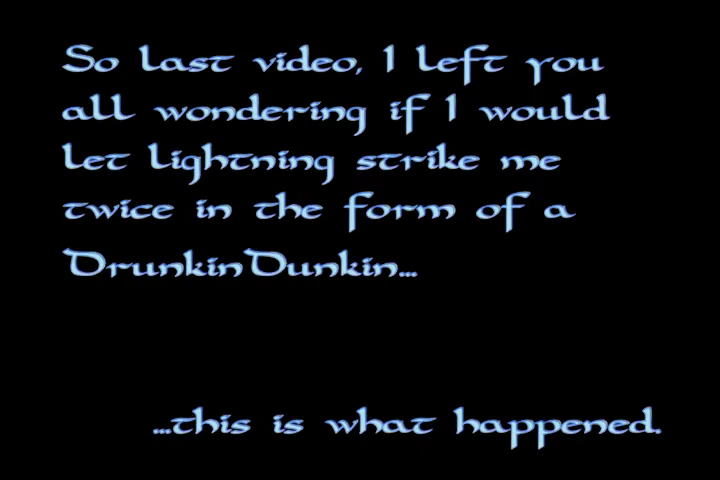 So last video, I left you
all wondering if I would
let lightning strike me
twice in the form of a
DrunkinDunkin...
...this is what happened.